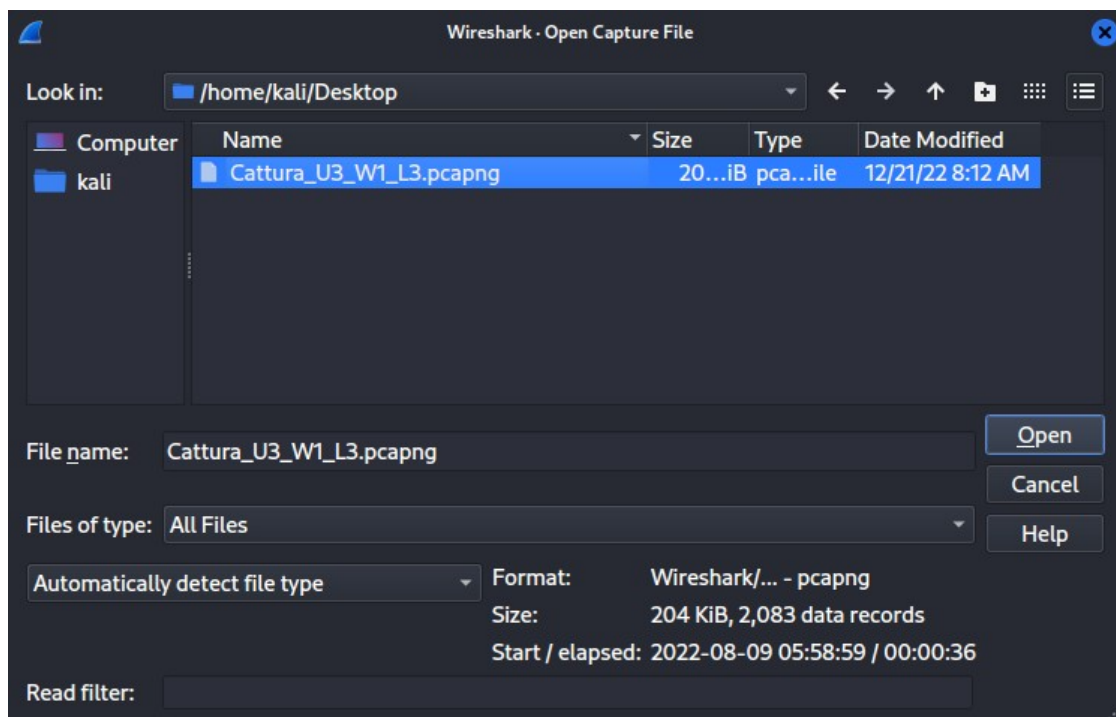 Wireshark · Open Capture File
Look in: /home/kali/Desktop
Computer
kali
Name Size Type Date Modified
Cattura_U3_W1_L3.pcapng 20...iB pca...ile 12/21/22 8:12 AM
File name: Cattura_U3_W1_L3.pcapng
Open
Cancel
Files of type: All Files
Help
Automatically detect file type
Format: Wireshark/... - pcapng
Size: 204 KiB, 2,083 data records
Start / elapsed: 2022-08-09 05:58:59 / 00:00:36
Read filter: